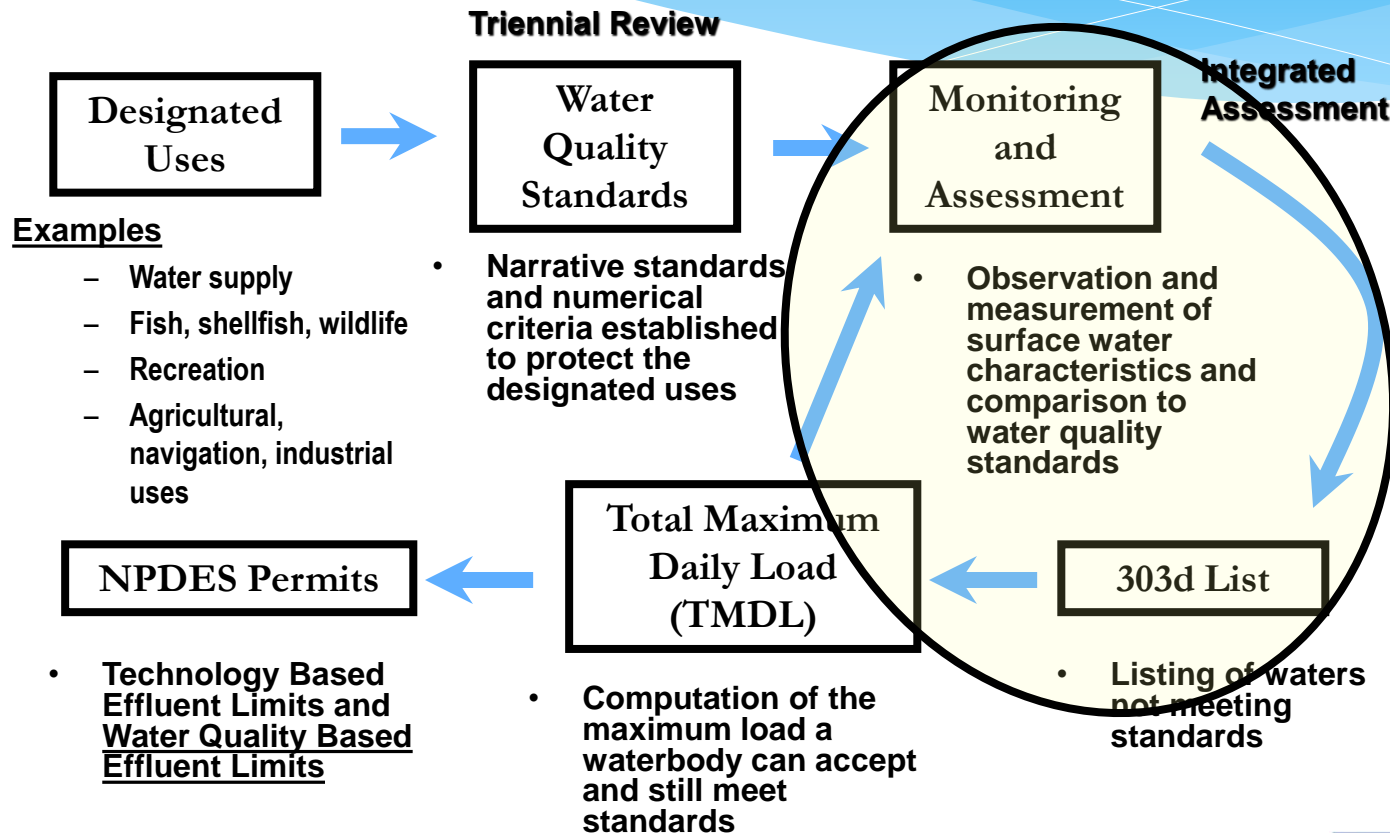 Triennial Review
Designated
Uses
Water
Quality
Standards
Monitoring
and
Assessment
Integrated
Assessment
Examples
– Water supply
– Fish, shellfish, wildlife
– Recreation
– Agricultural,
navigation, industrial
uses
• Narrative standards
and numerical
criteria established
to protect the
designated uses
• Observation and
measurement of
surface water
characteristics and
comparison to
water quality
standards
NPDES Permits
Total Maximum
Daily Load
(TMDL)
303d List
• Technology Based
Effluent Limits and
Water Quality Based
Effluent Limits
• Computation of the
maximum load a
waterbody can accept
and still meet
standards
• Listing of waters
not meeting
standards